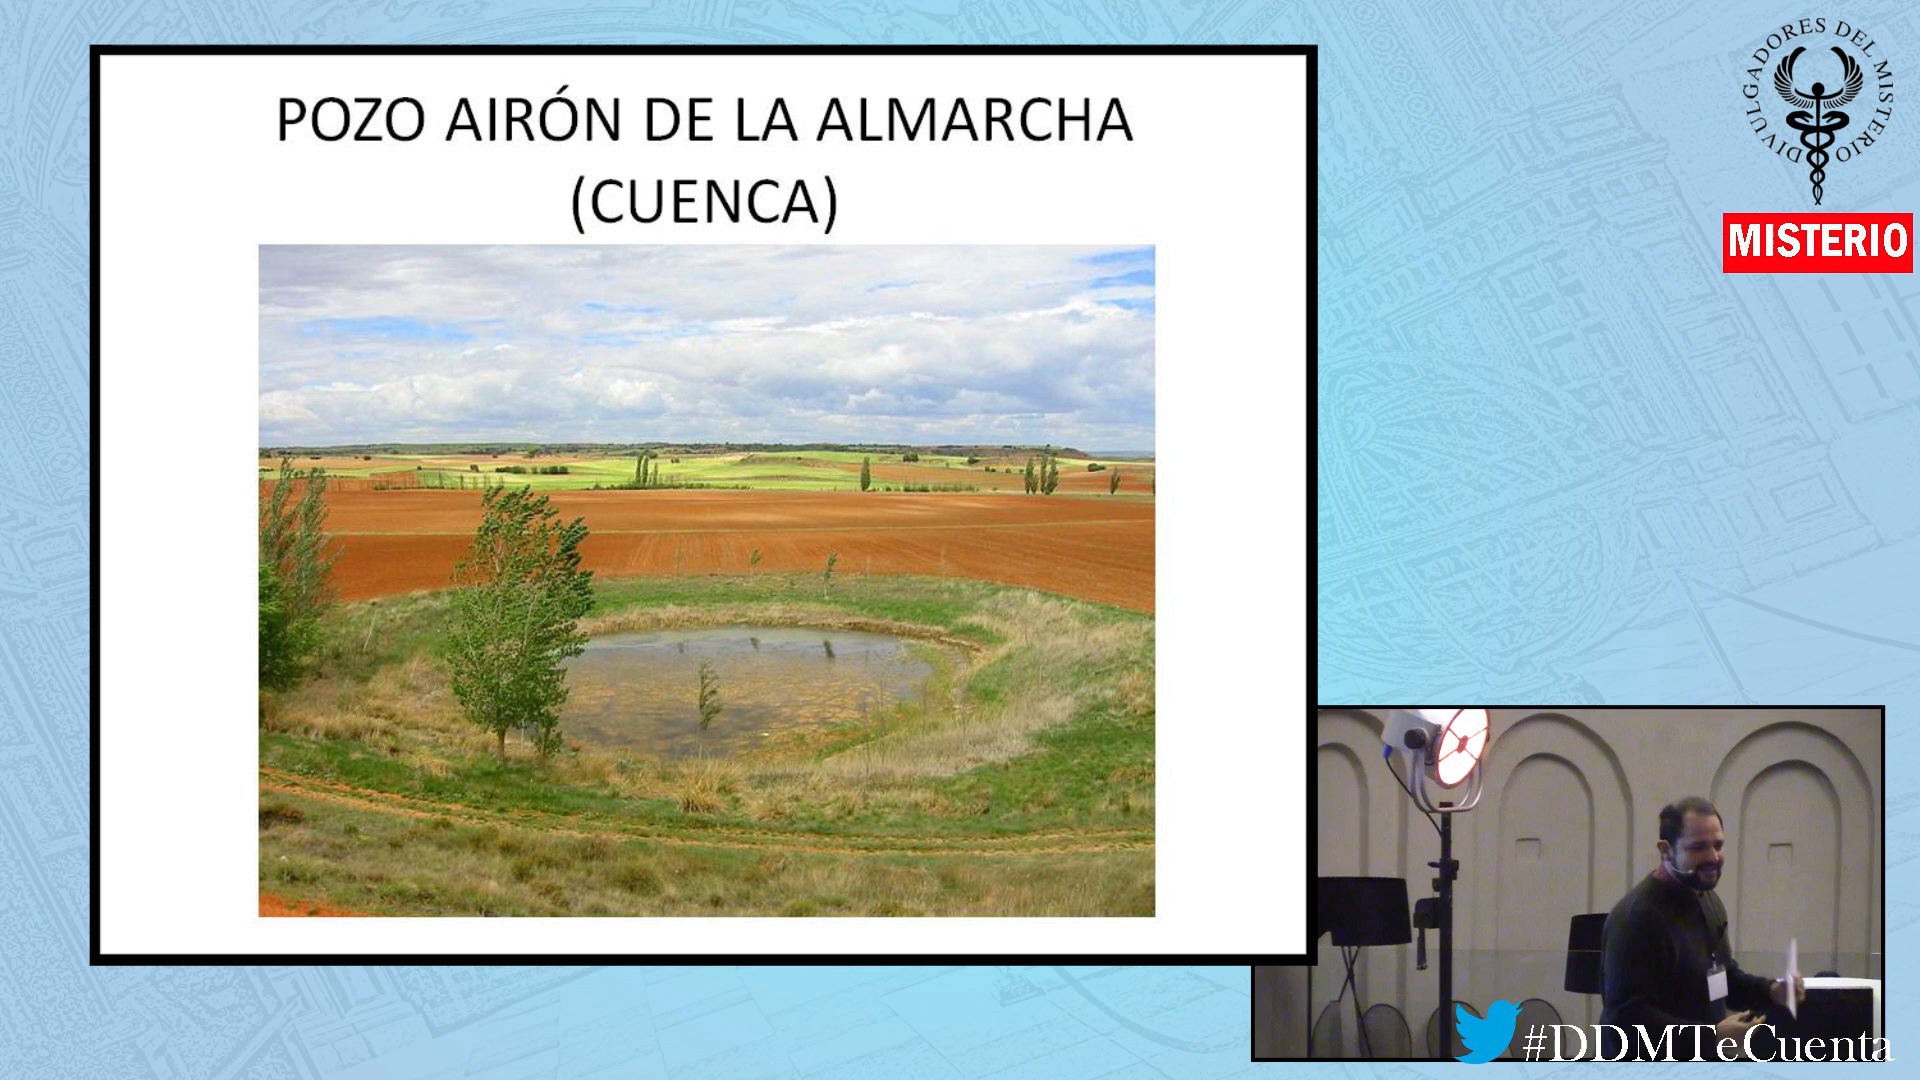 POZO AIRÓN DE LA ALMARCHA
(CUENCA)
DIVULGADORES DEL MISTERIO
MISTERIO
#DDMTeCuenta